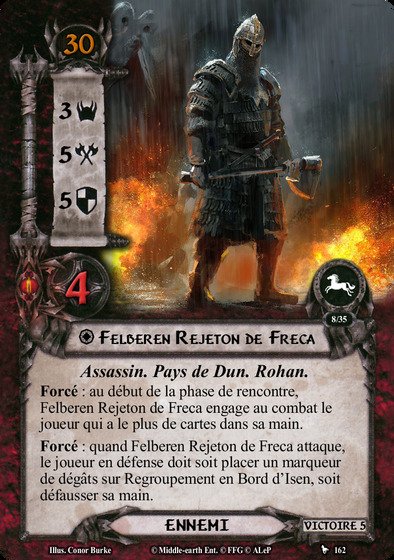 30
3
5
5
4
8/35
Felberen Rejeton de Freca
Assassin. Pays de Dun. Rohan.
Forcé : au début de la phase de rencontre,
Felberen Rejeton de Freca engage au combat le
joueur qui a le plus de cartes dans sa main.
Forcé : quand Felberen Rejeton de Freca attaque,
le joueur en défense doit soit placer un marqueur
de dégâts sur Regroupement en Bord d'Isen, soit
défausser sa main.
ENNEMI
VICTOIRE 5
Illus. Conor Burke
© Middle-earth Ent. © FFG © ALeP
162